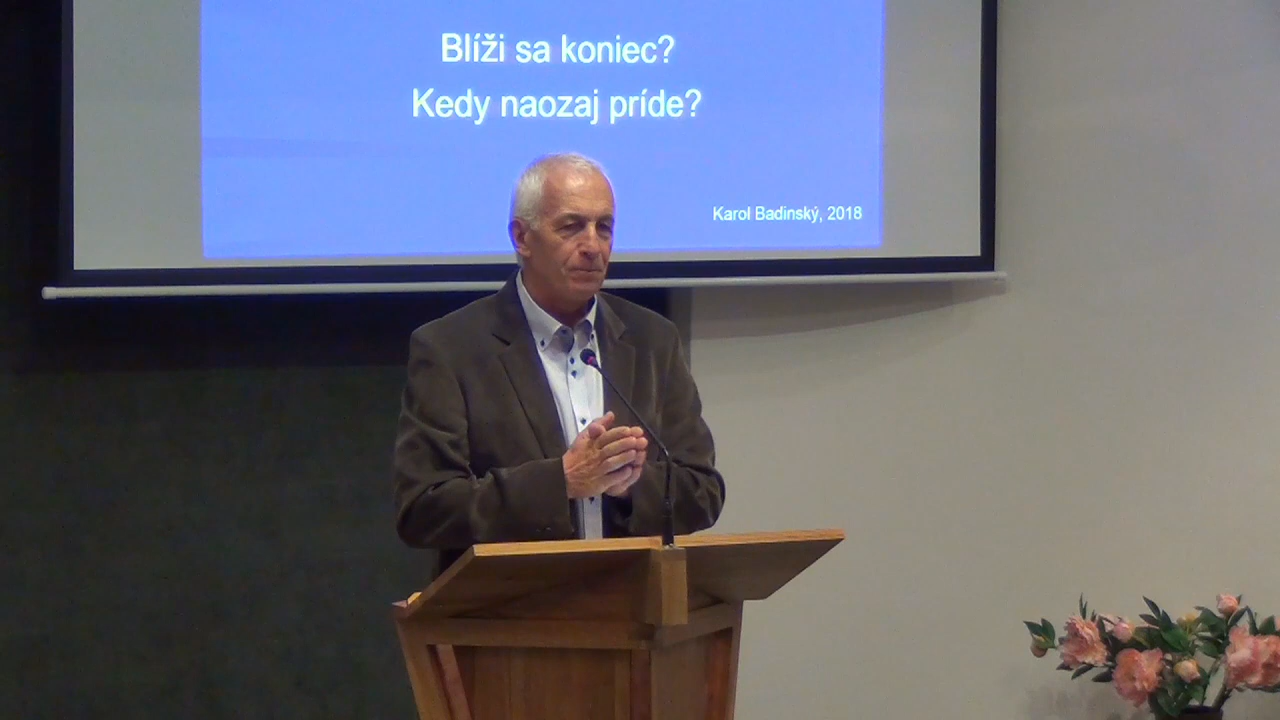 Blíži sa koniec?
Kedy naozaj príde?
Karol Badinský, 2018